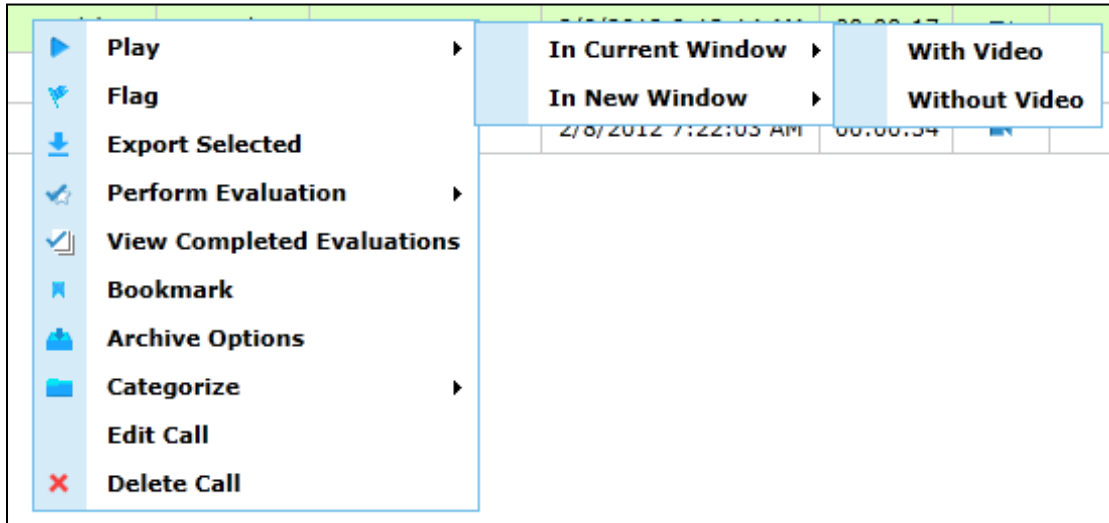 Play
In Current Window
With Video
Flag
In New Window
Without Video
Export Selected
2/8/2012 7:22:03 AM
Perform Evaluation
View Completed Evaluations
Bookmark
Archive Options
Categorize
Edit Call
Delete Call